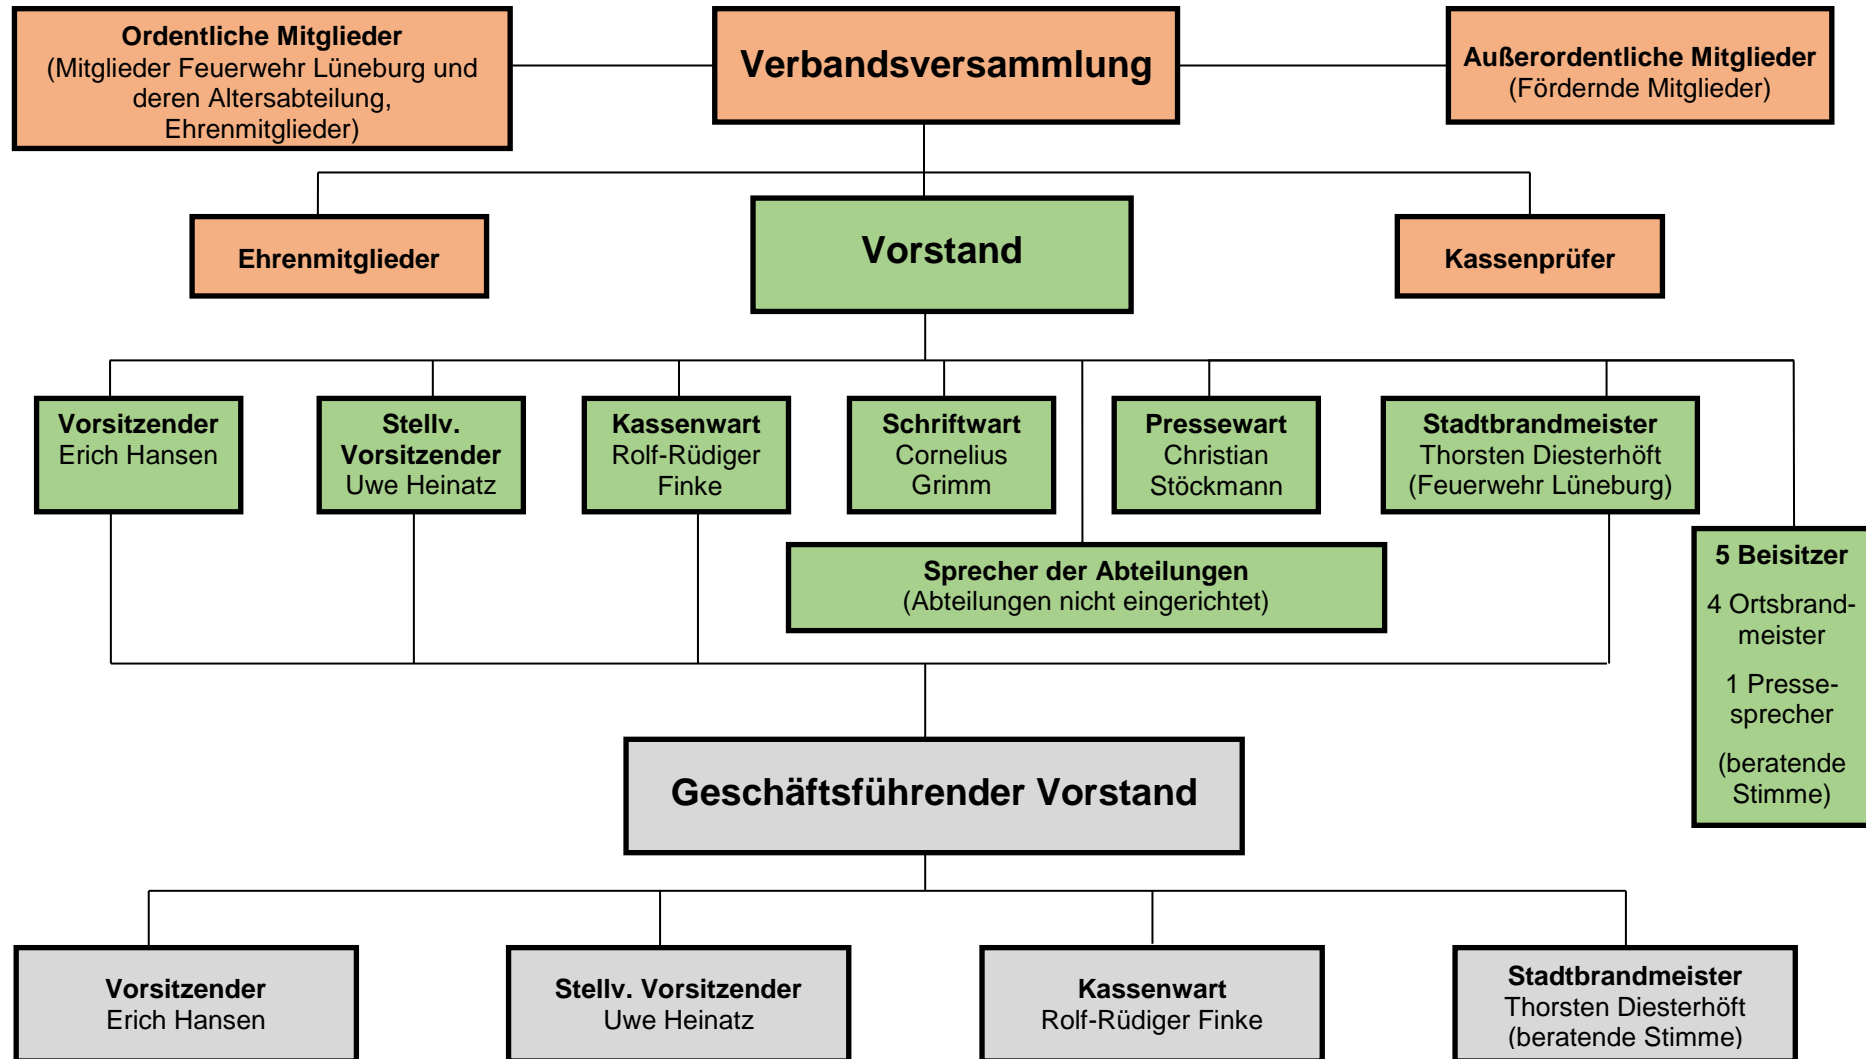 Ordentliche Mitglieder
(Mitglieder Feuerwehr Lüneburg und
deren Altersabteilung,
Ehrenmitglieder)
Verbandsversammlung
Außerordentliche Mitglieder
(Fördernde Mitglieder)
Ehrenmitglieder
Vorstand
Kassenprüfer
Vorsitzender
Erich Hansen
Stellv.
Vorsitzender
Uwe Heinatz
Kassenwart
Rolf-Rüdiger
Finke
Schriftwart
Cornelius
Grimm
Pressewart
Christian
Stöckmann
Stadtbrandmeister
Thorsten Diesterhöft
(Feuerwehr Lüneburg)
Sprecher der Abteilungen
(Abteilungen nicht eingerichtet)
5 Beisitzer
4 Ortsbrand-
meister
1 Presse-
sprecher
(beratende
Stimme)
Geschäftsführender Vorstand
Vorsitzender
Erich Hansen
Stellv. Vorsitzender
Uwe Heinatz
Kassenwart
Rolf-Rüdiger Finke
Stadtbrandmeister
Thorsten Diesterhöft
(beratende Stimme)